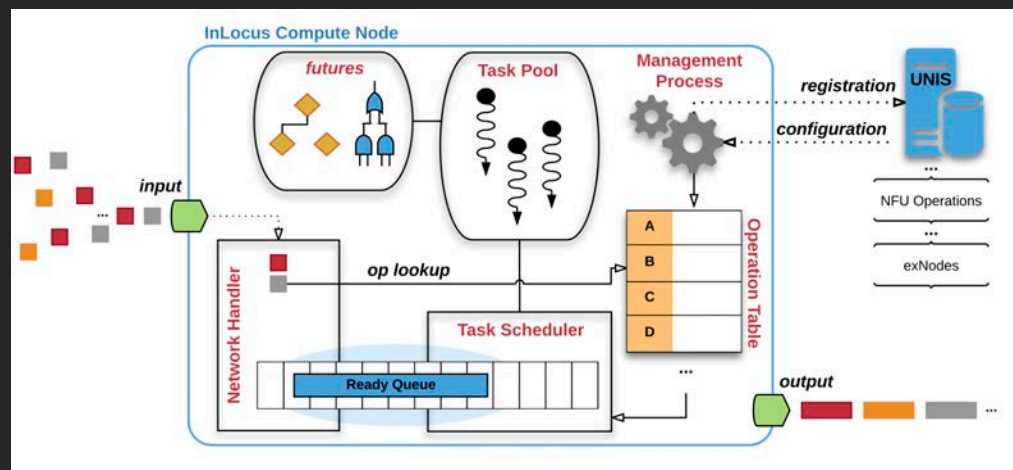 InLocus Compute Node
futures
Task Pool
Management
Process
UNIS
registration
configuration
input
...
...
NFU Operations
...
exNodes
A
B
C
D
Operation Table
op lookup
Network Handler
Task Scheduler
Ready Queue
...
output
...